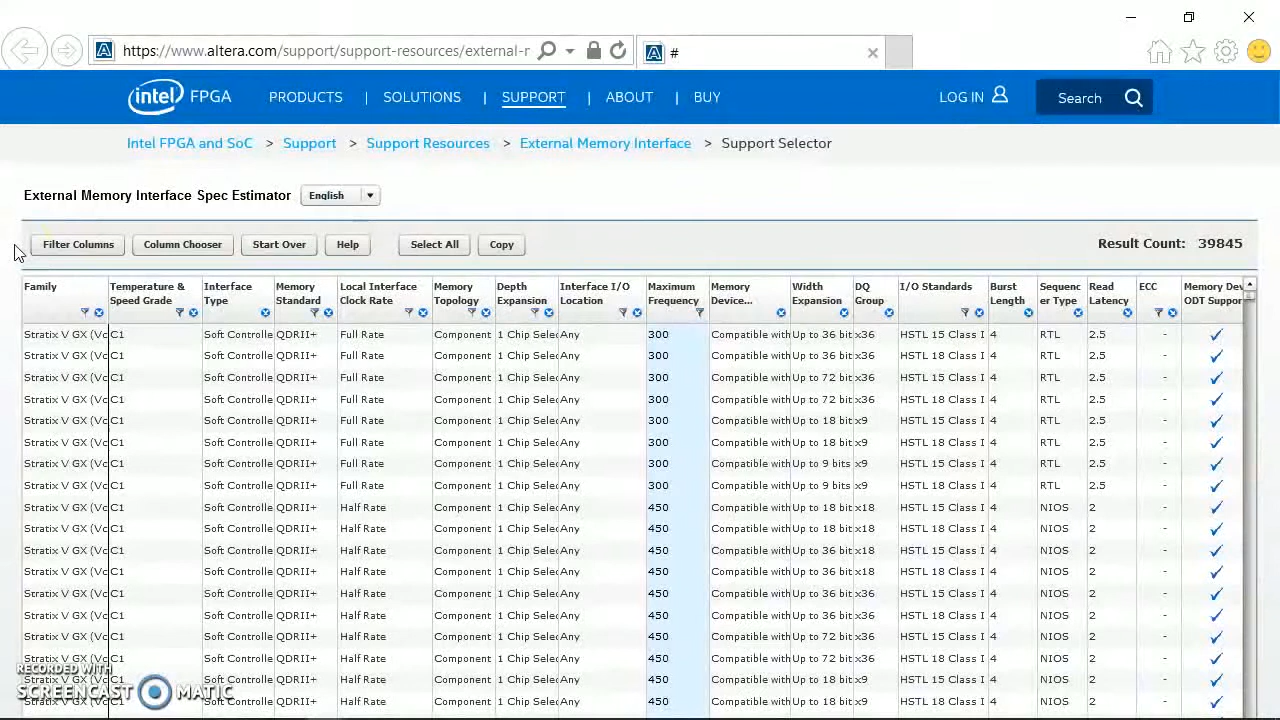 https://www.altera.com/support/support-resources/external-r
#
intel FPGA PRODUCTS | SOLUTIONS | SUPPORT | ABOUT | BUY LOG IN Search
Intel FPGA and SoC > Support > Support Resources > External Memory Interface > Support Selector
External Memory Interface Spec Estimator English
Filter Columns Column Chooser Start Over Help Select All Copy Result Count: 39845
Family Temperature & Interface Memory Local Interface Memory Depth Interface I/O Maximum Memory Width DQ I/O Standards Burst Sequenc Read ECC Memory Dev
Speed Grade Type Standard Clock Rate Topology Expansion Location Frequency Device... Expansion Group Length er Type Latency ODT Suppor
Stratix V GX (Vc C1 Soft Controlle QDRII+ Full Rate Component 1 Chip Selec Any 300 Compatible with Up to 36 bit x36 HSTL 15 Class I 4 RTL 2.5 -
Stratix V GX (Vc C1 Soft Controlle QDRII+ Full Rate Component 1 Chip Selec Any 300 Compatible with Up to 36 bit x36 HSTL 18 Class I 4 RTL 2.5 -
Stratix V GX (Vc C1 Soft Controlle QDRII+ Full Rate Component 1 Chip Selec Any 300 Compatible with Up to 72 bit x36 HSTL 15 Class I 4 RTL 2.5 -
Stratix V GX (Vc C1 Soft Controlle QDRII+ Full Rate Component 1 Chip Selec Any 300 Compatible with Up to 72 bit x36 HSTL 18 Class I 4 RTL 2.5 -
Stratix V GX (Vc C1 Soft Controlle QDRII+ Full Rate Component 1 Chip Selec Any 300 Compatible with Up to 18 bit x9 HSTL 15 Class I 4 RTL 2.5 -
Stratix V GX (Vc C1 Soft Controlle QDRII+ Full Rate Component 1 Chip Selec Any 300 Compatible with Up to 18 bit x9 HSTL 18 Class I 4 RTL 2.5 -
Stratix V GX (Vc C1 Soft Controlle QDRII+ Full Rate Component 1 Chip Selec Any 300 Compatible with Up to 9 bits x9 HSTL 15 Class I 4 RTL 2.5 -
Stratix V GX (Vc C1 Soft Controlle QDRII+ Full Rate Component 1 Chip Selec Any 300 Compatible with Up to 9 bits x9 HSTL 18 Class I 4 RTL 2.5 -
Stratix V GX (Vc C1 Soft Controlle QDRII+ Half Rate Component 1 Chip Selec Any 450 Compatible with Up to 18 bit x18 HSTL 15 Class I 4 NIOS 2 -
Stratix V GX (Vc C1 Soft Controlle QDRII+ Half Rate Component 1 Chip Selec Any 450 Compatible with Up to 18 bit x18 HSTL 18 Class I 4 NIOS 2 -
Stratix V GX (Vc C1 Soft Controlle QDRII+ Half Rate Component 1 Chip Selec Any 450 Compatible with Up to 36 bit x18 HSTL 15 Class I 4 NIOS 2 -
Stratix V GX (Vc C1 Soft Controlle QDRII+ Half Rate Component 1 Chip Selec Any 450 Compatible with Up to 36 bit x18 HSTL 18 Class I 4 NIOS 2 -
Stratix V GX (Vc C1 Soft Controlle QDRII+ Half Rate Component 1 Chip Selec Any 450 Compatible with Up to 36 bit x36 HSTL 15 Class I 4 NIOS 2 -
Stratix V GX (Vc C1 Soft Controlle QDRII+ Half Rate Component 1 Chip Selec Any 450 Compatible with Up to 36 bit x36 HSTL 18 Class I 4 NIOS 2 -
Stratix V GX (Vc C1 Soft Controlle QDRII+ Half Rate Component 1 Chip Selec Any 450 Compatible with Up to 72 bit x36 HSTL 15 Class I 4 NIOS 2 -
Stratix V GX (Vc C1 Soft Controlle QDRII+ Half Rate Component 1 Chip Selec Any 450 Compatible with Up to 72 bit x36 HSTL 18 Class I 4 NIOS 2 -
C1 Soft Controlle QDRII+ Half Rate Component 1 Chip Selec Any 450 Compatible with Up to 18 bit x9 HSTL 15 Class I 4 NIOS 2 -
Stratix V GX (Vc C1 Soft Controlle QDRII+ Half Rate Component 1 Chip Selec Any 450 Compatible with Up to 18 bit x9 HSTL 18 Class I 4 NIOS 2 -
RECORDED WITH
SCREENCAST MATIC